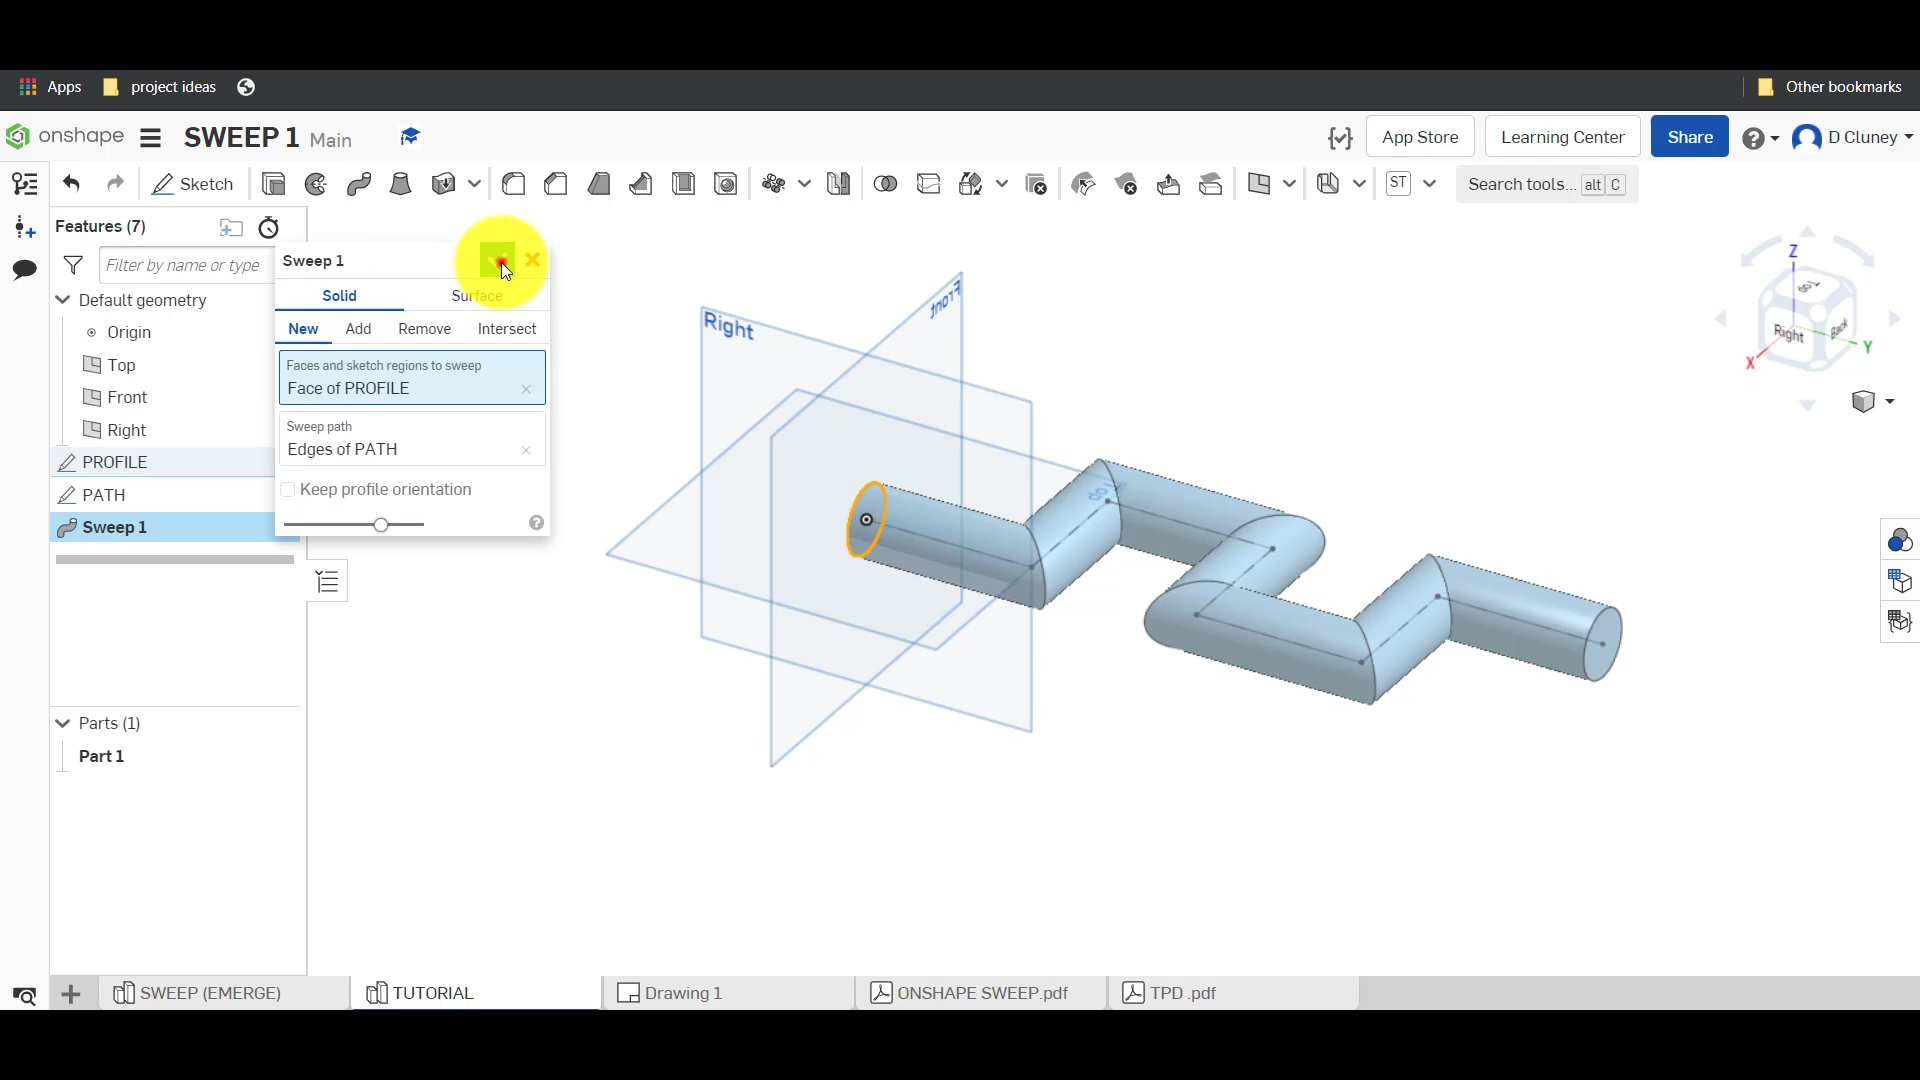 Apps project ideas Other bookmarks
onshape SWEEP 1 Main App Store Learning Center Share D Cluney
Sketch ST Search tools... alt C
Features (7)
Filter by name or type
Default geometry
Origin
Top
Front
Right
PROFILE
PATH
Sweep 1
Parts (1)
Part 1
Sweep 1
Solid Surface
New Add Remove Intersect
Faces and sketch regions to sweep
Face of PROFILE
Sweep path
Edges of PATH
Keep profile orientation
Right
Front
Top
Z
Top
Right Back
X Y
SWEEP (EMERGE) TUTORIAL Drawing 1 ONSHAPE SWEEP.pdf TPD .pdf